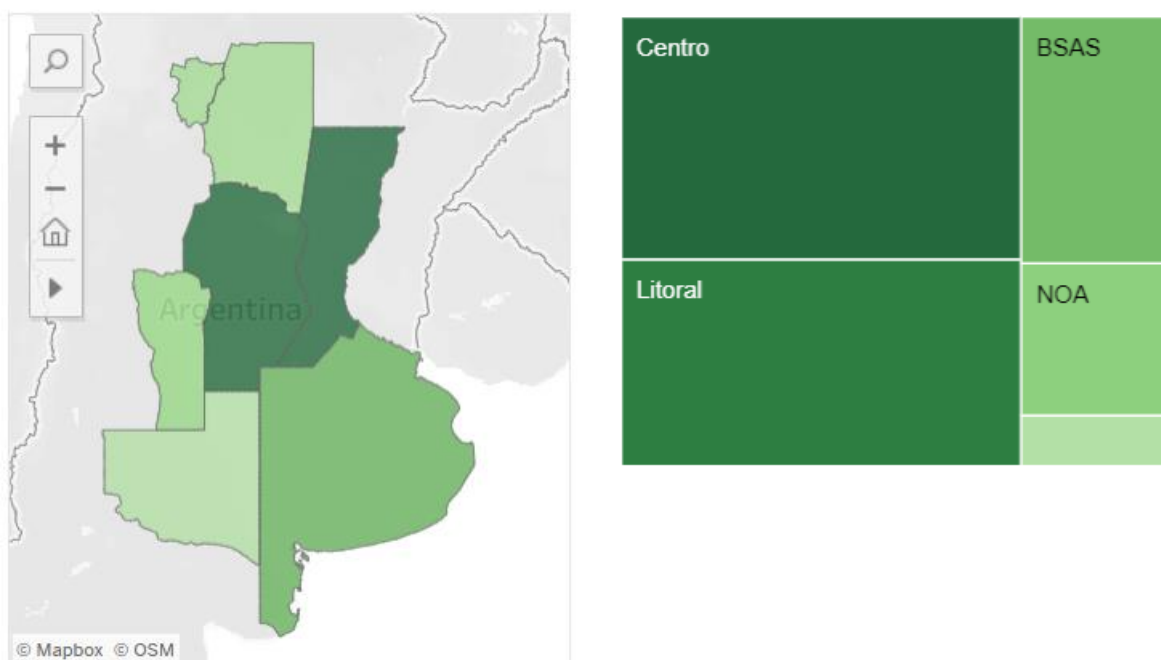 Argentina
© Mapbox © OSM
Centro
BSAS
Litoral
NOA